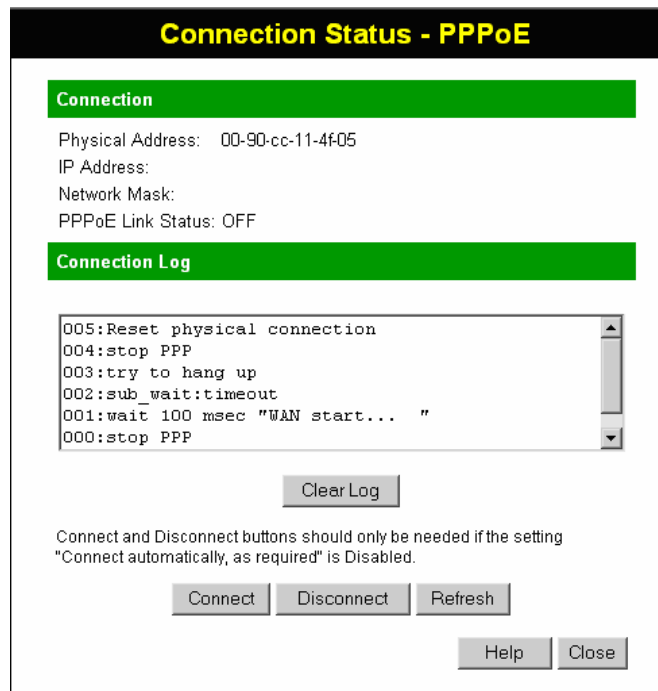 Connection Status - PPPoE
Connection
Physical Address: 00-90-cc-11-4f-05
IP Address:
Network Mask:
PPPoE Link Status: OFF
Connection Log
005:Reset physical connection
004:stop PPP
003:try to hang up
002:sub_wait:timeout
001:wait 100 msec "WAN start... "
000:stop PPP
Clear Log
Connect and Disconnect buttons should only be needed if the setting
"Connect automatically, as required" is Disabled.
Connect Disconnect Refresh
Help Close